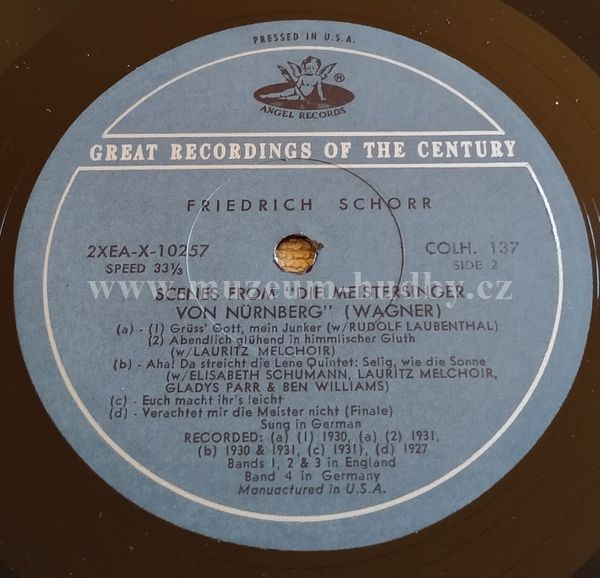 PRESSED IN U.S.A.
®
ANGEL RECORDS
GREAT RECORDINGS OF THE CENTURY
FRIEDRICH SCHORR
2XEA-X-10257
SPEED 33⅓
COLH. 137
SIDE 2
www.muzeum-hudby.cz
SCENES FROM "DIE MEISTERSINGER
VON NÜRNBERG" (WAGNER)
(a) - (1) Grüss' Gott, mein Junker (w/RUDOLF LAUBENTHAL)
(2) Abendlich glühend in himmlischer Gluth
(w/LAURITZ MELCHOIR)
(b) - Aha! Da streicht die Lene Quintet: Selig, wie die Sonne
(w/ELISABETH SCHUMANN, LAURITZ MELCHOIR,
GLADYS PARR & BEN WILLIAMS)
(c) - Euch macht ihr's leicht
(d) - Verachtet mir die Meister nicht (Finale)
Sung in German
RECORDED: (a) (1) 1930, (a) (2) 1931,
(b) 1930 & 1931, (c) 1931), (d) 1927
Bands 1, 2 & 3 in England
Band 4 in Germany
Manuactured in U.S.A.